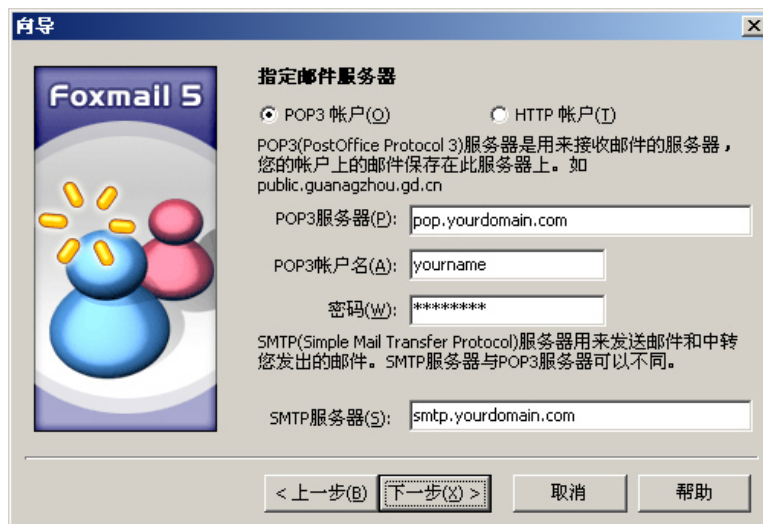 向导
Foxmail 5
指定邮件服务器
POP3 帐户(O)
HTTP 帐户(T)
POP3(PostOffice Protocol 3)服务器是用来接收邮件的服务器，
您的帐户上的邮件保存在此服务器上。如
public.guanagzhou.gd.cn
POP3服务器(P): pop.yourdomain.com
POP3帐户名(A): yourname
密码(W): ********
SMTP(Simple Mail Transfer Protocol)服务器用来发送邮件和中转
您发出的邮件。SMTP服务器与POP3服务器可以不同。
SMTP服务器(S): smtp.yourdomain.com
< 上一步(B) 下一步(X) > 取消 帮助